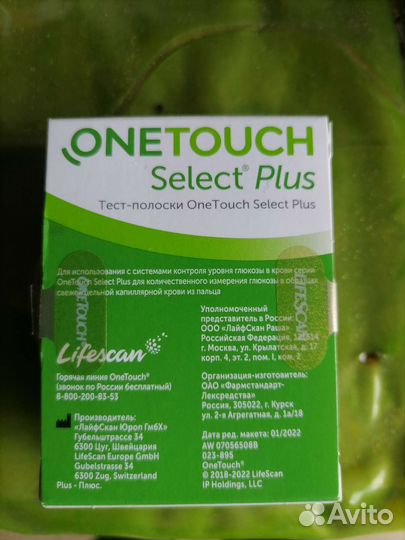 ONETOUCH
Select® Plus
Тест-полоски OneTouch Select Plus
Для использования с системами контроля уровня глюкозы в крови серии
OneTouch Select Plus для количественного измерения глюкозы в образцах
свежей цельной капиллярной крови из пальца
ONETOUCH
ONETOUCH
Lifescan
Горячая линия OneTouch®
(звонок по России бесплатный)
8-800-200-83-53
Производитель:
«ЛайфСкан Юроп ГмбХ»
Губельштрассе 34
6300 Цуг, Швейцария
LifeScan Europe GmbH
Gubelstrasse 34
6300 Zug, Switzerland
Plus - Плюс.
Уполномоченный
представитель в России:
ООО «ЛайфСкан Раша»
Российская Федерация,
г. Москва, ул. Крылатская, д. 17
корп. 4, эт. 2, пом. I, ком. 2
Организация-изготовитель:
ОАО «Фармстандарт-
Лексредства»
Россия, 305022, г. Курск
ул. 2-я Агрегатная, д. 1а/18
Дата ред. макета: 01/2022
AW 07056508B
023-895
OneTouch®
© 2018-2022 LifeScan
IP Holdings, LLC
Avito